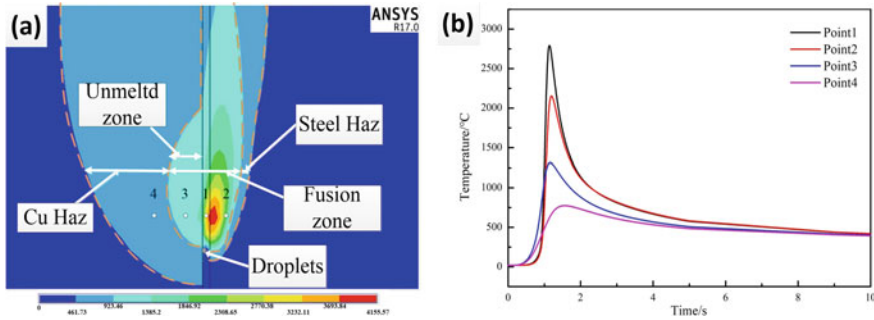 (a)
ANSYS
R17.0
Unmeltd
zone
Steel Haz
4 3 1 2
Cu Haz
Fusion
zone
Droplets
0 923.46 1846.92 2770.38 3693.84
461.73 1385.2 2308.65 3232.11 4155.57
(b)
Temperature/°C
3000
2500
2000
1500
1000
500
0
Point1
Point2
Point3
Point4
0 2 4 6 8 10
Time/s